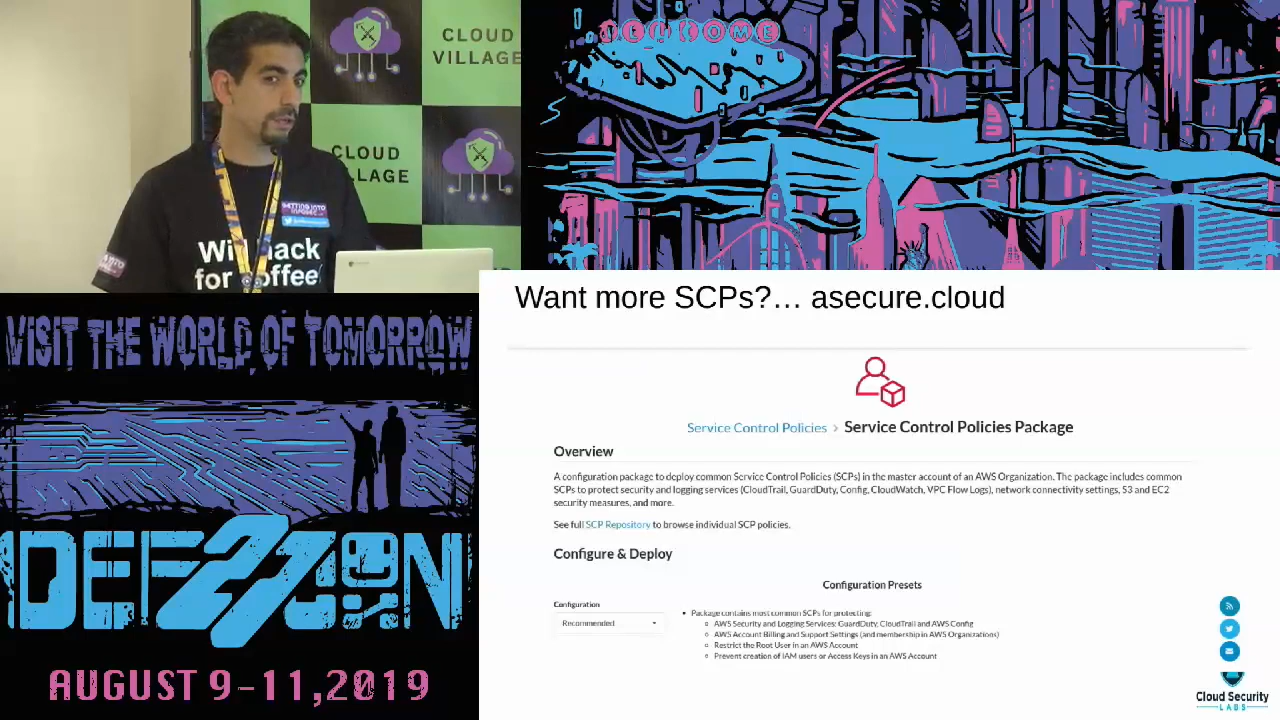 CLOUD
VILLAGE
CLOUD
VILLAGE
Will hack
for coffee
WELCOME
VISIT THE WORLD OF TOMORROW
DEFCON
AUGUST 9-11,2019
Want more SCPs?... asecure.cloud
Service Control Policies > Service Control Policies Package
Overview
A configuration package to deploy common Service Control Policies (SCPs) in the master account of an AWS Organization. The package includes common
SCPs to protect security and logging services (CloudTrail, GuardDuty, Config, CloudWatch, VPC Flow Logs), network connectivity settings, S3 and EC2
security measures, and more.
See full SCP Repository to browse individual SCP policies.
Configure & Deploy
Configuration Presets
Configuration
Recommended
Package contains most common SCPs for protecting:
AWS Security and Logging Services: GuardDuty, CloudTrail and AWS Config
AWS Account Billing and Support Settings (and membership in AWS Organizations)
Restrict the Root User in an AWS Account
Prevent creation of IAM users or Access Keys in an AWS Account
Cloud Security
LABS